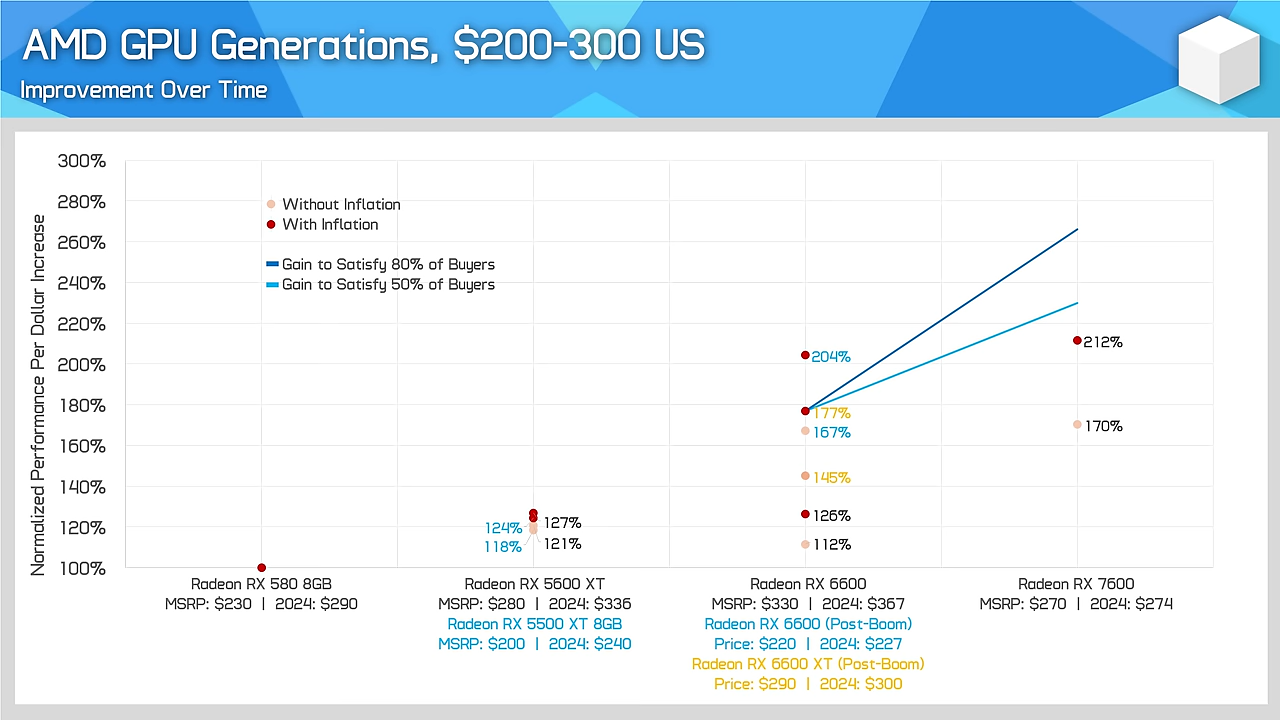 AMD GPU Generations, $200-300 US
Improvement Over Time
Normalized Performance Per Dollar Increase
300%
280%
260%
240%
220%
200%
180%
160%
140%
120%
100%
Without Inflation
With Inflation
Gain to Satisfy 80% of Buyers
Gain to Satisfy 50% of Buyers
124%
118%
127%
121%
204%
177%
167%
145%
126%
112%
212%
170%
Radeon RX 580 8GB
MSRP: $230 | 2024: $290
Radeon RX 5600 XT
MSRP: $280 | 2024: $336
Radeon RX 5500 XT 8GB
MSRP: $200 | 2024: $240
Radeon RX 6600
MSRP: $330 | 2024: $367
Radeon RX 6600 (Post-Boom)
Price: $220 | 2024: $227
Radeon RX 6600 XT (Post-Boom)
Price: $290 | 2024: $300
Radeon RX 7600
MSRP: $270 | 2024: $274